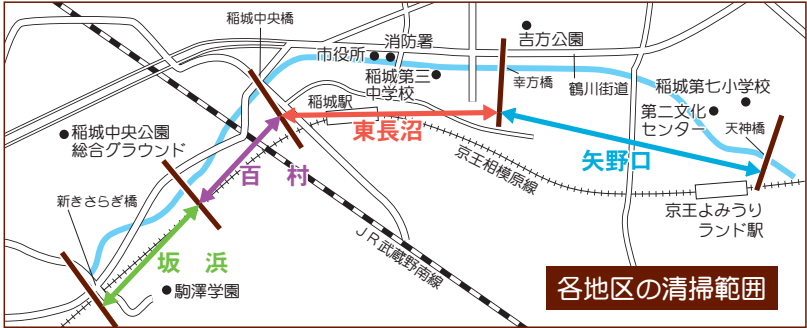 稲城中央橋
消防署
市役所
吉方公園
稲城第三
中学校
幸方橋
鶴川街道
稲城第七小学校
第二文化
センター
天神橋
稲城駅
東長沼
稲城中央公園
総合グラウンド
百 村
京王相模原線
矢野口
新きさらぎ橋
京王よみうり
ランド駅
JR武蔵野南線
坂 浜
駒澤学園
各地区の清掃範囲